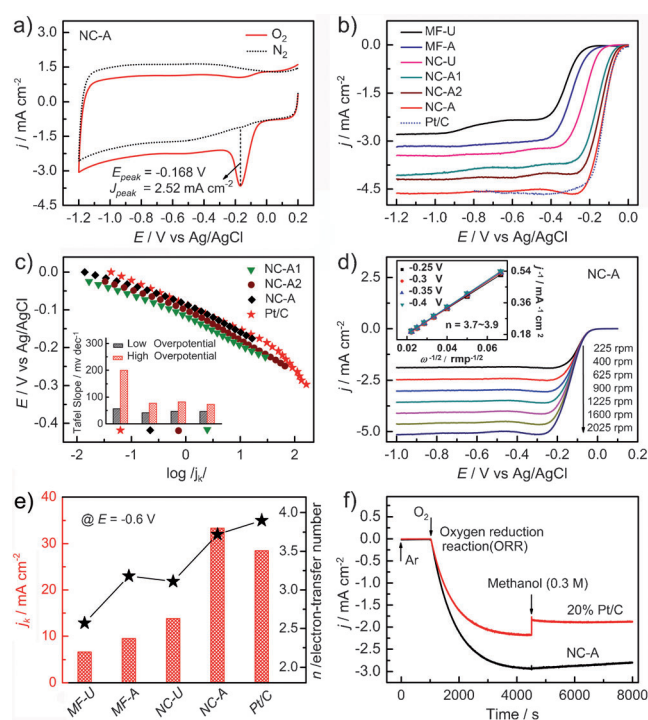 a)
NC-A
O2
N2
Epeak = -0.168 V
Jpeak = 2.52 mA cm-2
j / mA cm-2
3.0
1.5
0.0
-1.5
-3.0
-4.5
-1.2 -0.9 -0.6 -0.3 0.0 0.3
E / V vs Ag/AgCl
b)
MF-U
MF-A
NC-U
NC-A1
NC-A2
NC-A
Pt/C
j / mA cm-2
0.0
-1.5
-3.0
-4.5
-1.2 -1.0 -0.8 -0.6 -0.4 -0.2 0.0
E / V vs Ag/AgCl
c)
NC-A1
NC-A2
NC-A
Pt/C
E / V vs Ag/AgCl
0.0
-0.1
-0.2
-0.3
-0.4
-0.5
Low Overpotential
High Overpotential
Tafel Slope / mv dec-1
300
200
100
50
0
-2 -1 0 1 2
log /jk/
d)
NC-A
-0.25 V
-0.3 V
-0.35 V
-0.4 V
n = 3.7~3.9
j-1 / mA-1 cm2
0.54
0.36
0.18
0.02 0.04 0.06
ω-1/2 / rmp-1/2
225 rpm
400 rpm
625 rpm
900 rpm
1225 rpm
1600 rpm
2025 rpm
j / mA cm-2
2.5
0.0
-2.5
-5.0
-1.0 -0.8 -0.6 -0.4 -0.2 0.0 0.2
E / V vs Ag/AgCl
e)
@ E = -0.6 V
jk / mA cm-2
40
30
20
10
0
n /electron-transfer number
4.0
3.5
3.0
2.5
2.0
MF-U MF-A NC-U NC-A Pt/C
f)
O2
Ar
Oxygen reduction
reaction(ORR)
Methanol (0.3 M)
20% Pt/C
NC-A
j / mA cm-2
0.5
0.0
-0.5
-1.0
-1.5
-2.0
-2.5
-3.0
0 2000 4000 6000 8000
Time / s